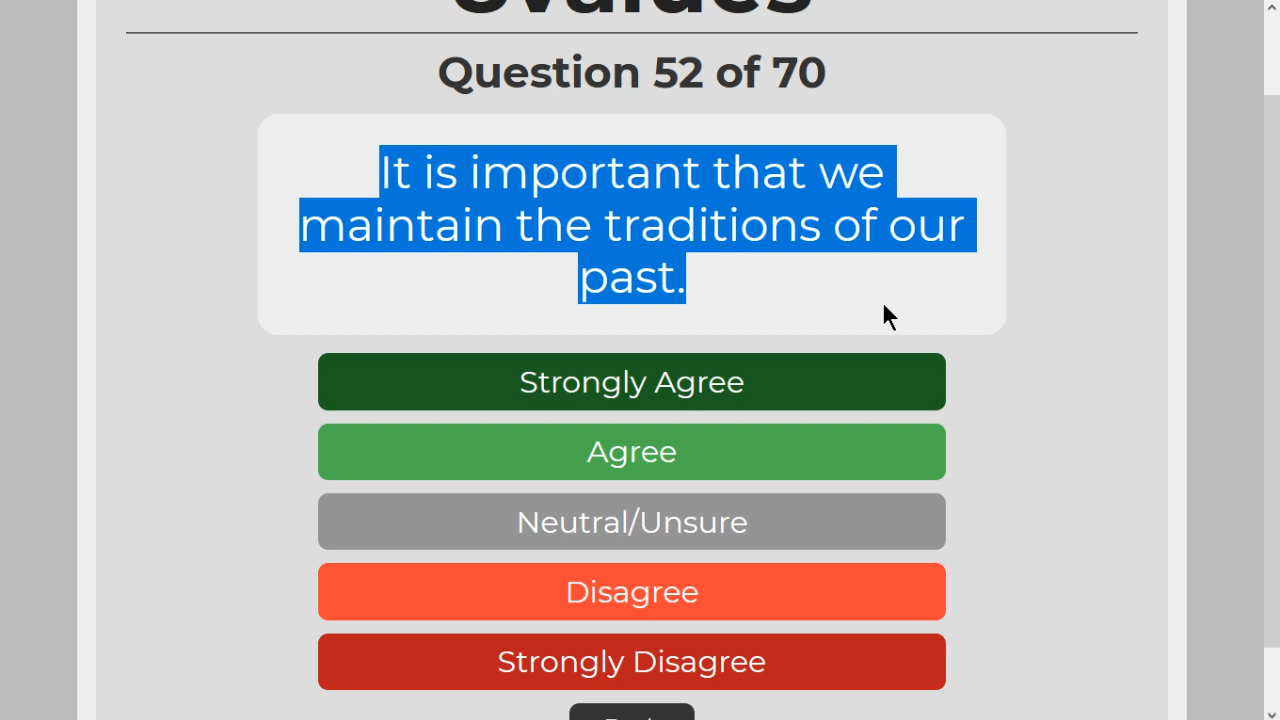 Question 52 of 70
It is important that we
maintain the traditions of our
past.
Strongly Agree
Agree
Neutral/Unsure
Disagree
Strongly Disagree